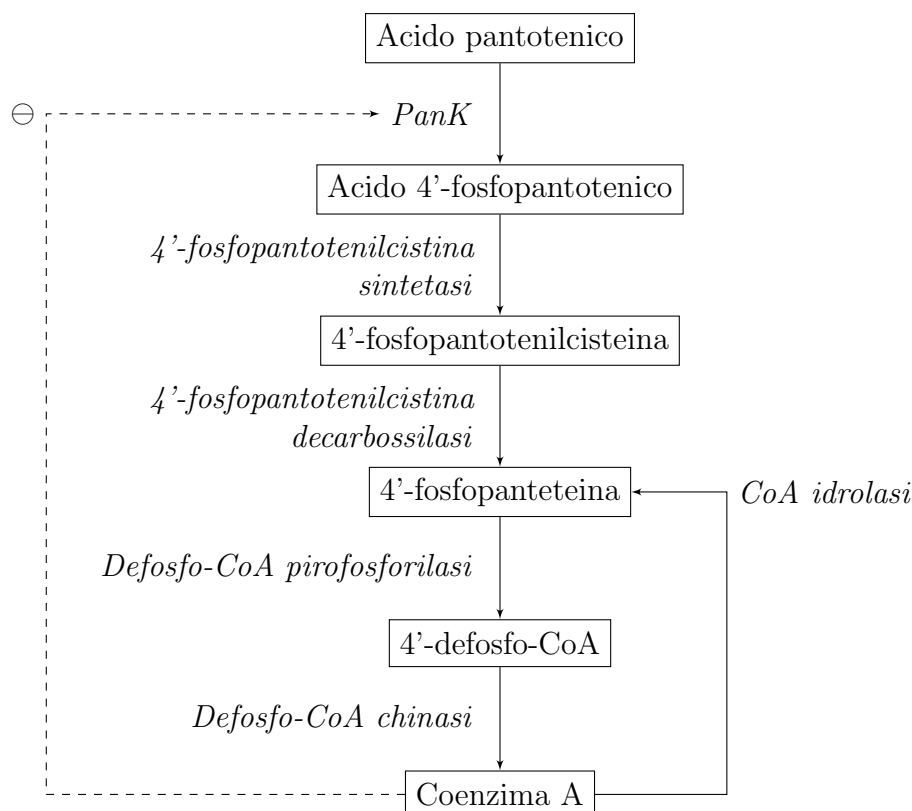 Acido pantotenico
⊖
PanK
Acido 4'-fosfopantotenico
4'-fosfopantotenilcistina
sintetasi
4'-fosfopantotenilcisteina
4'-fosfopantotenilcistina
decarbossilasi
4'-fosfopanteteina
CoA idrolasi
Defosfo-CoA pirofosforilasi
4'-defosfo-CoA
Defosfo-CoA chinasi
Coenzima A